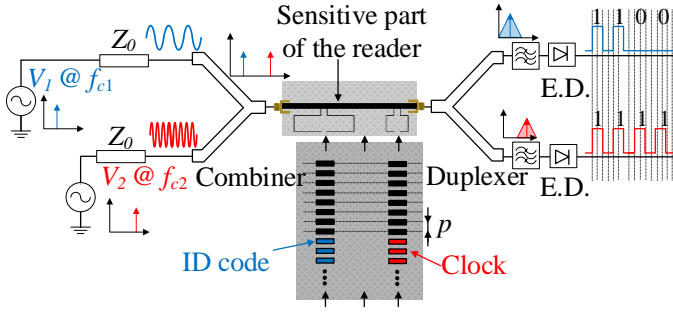 Sensitive part
of the reader
Z0
V1 @ fc1
Z0
V2 @ fc2
Combiner
Duplexer
E.D.
E.D.
1 1 0 0
1 1 1 1
p
ID code
Clock